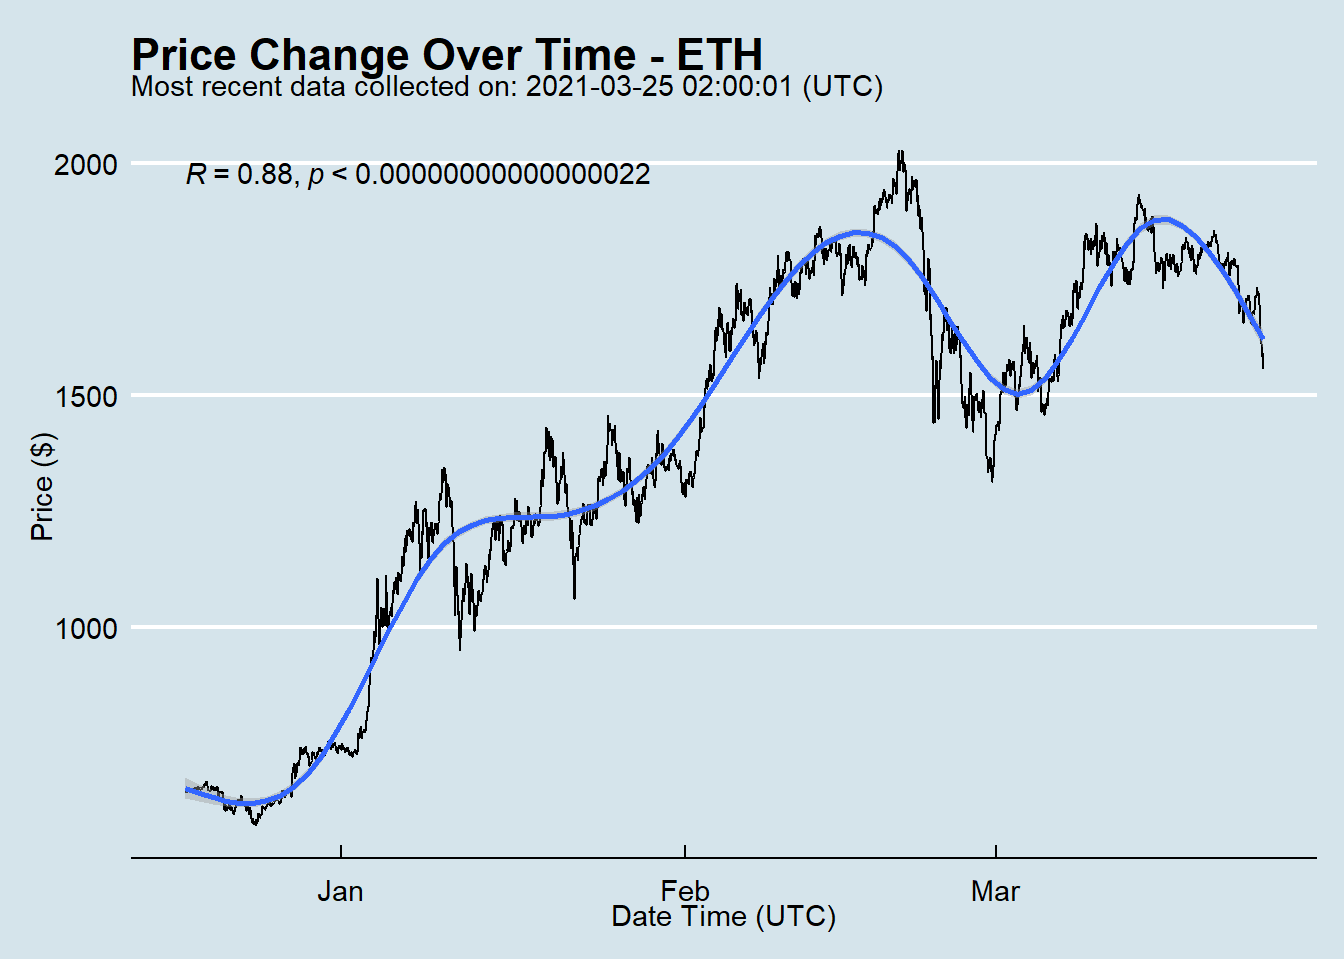 Price Change Over Time - ETH
Most recent data collected on: 2021-03-25 02:00:01 (UTC)
R = 0.88, p < 0.00000000000000022
2000
1500
1000
Price ($)
Jan Feb Mar
Date Time (UTC)